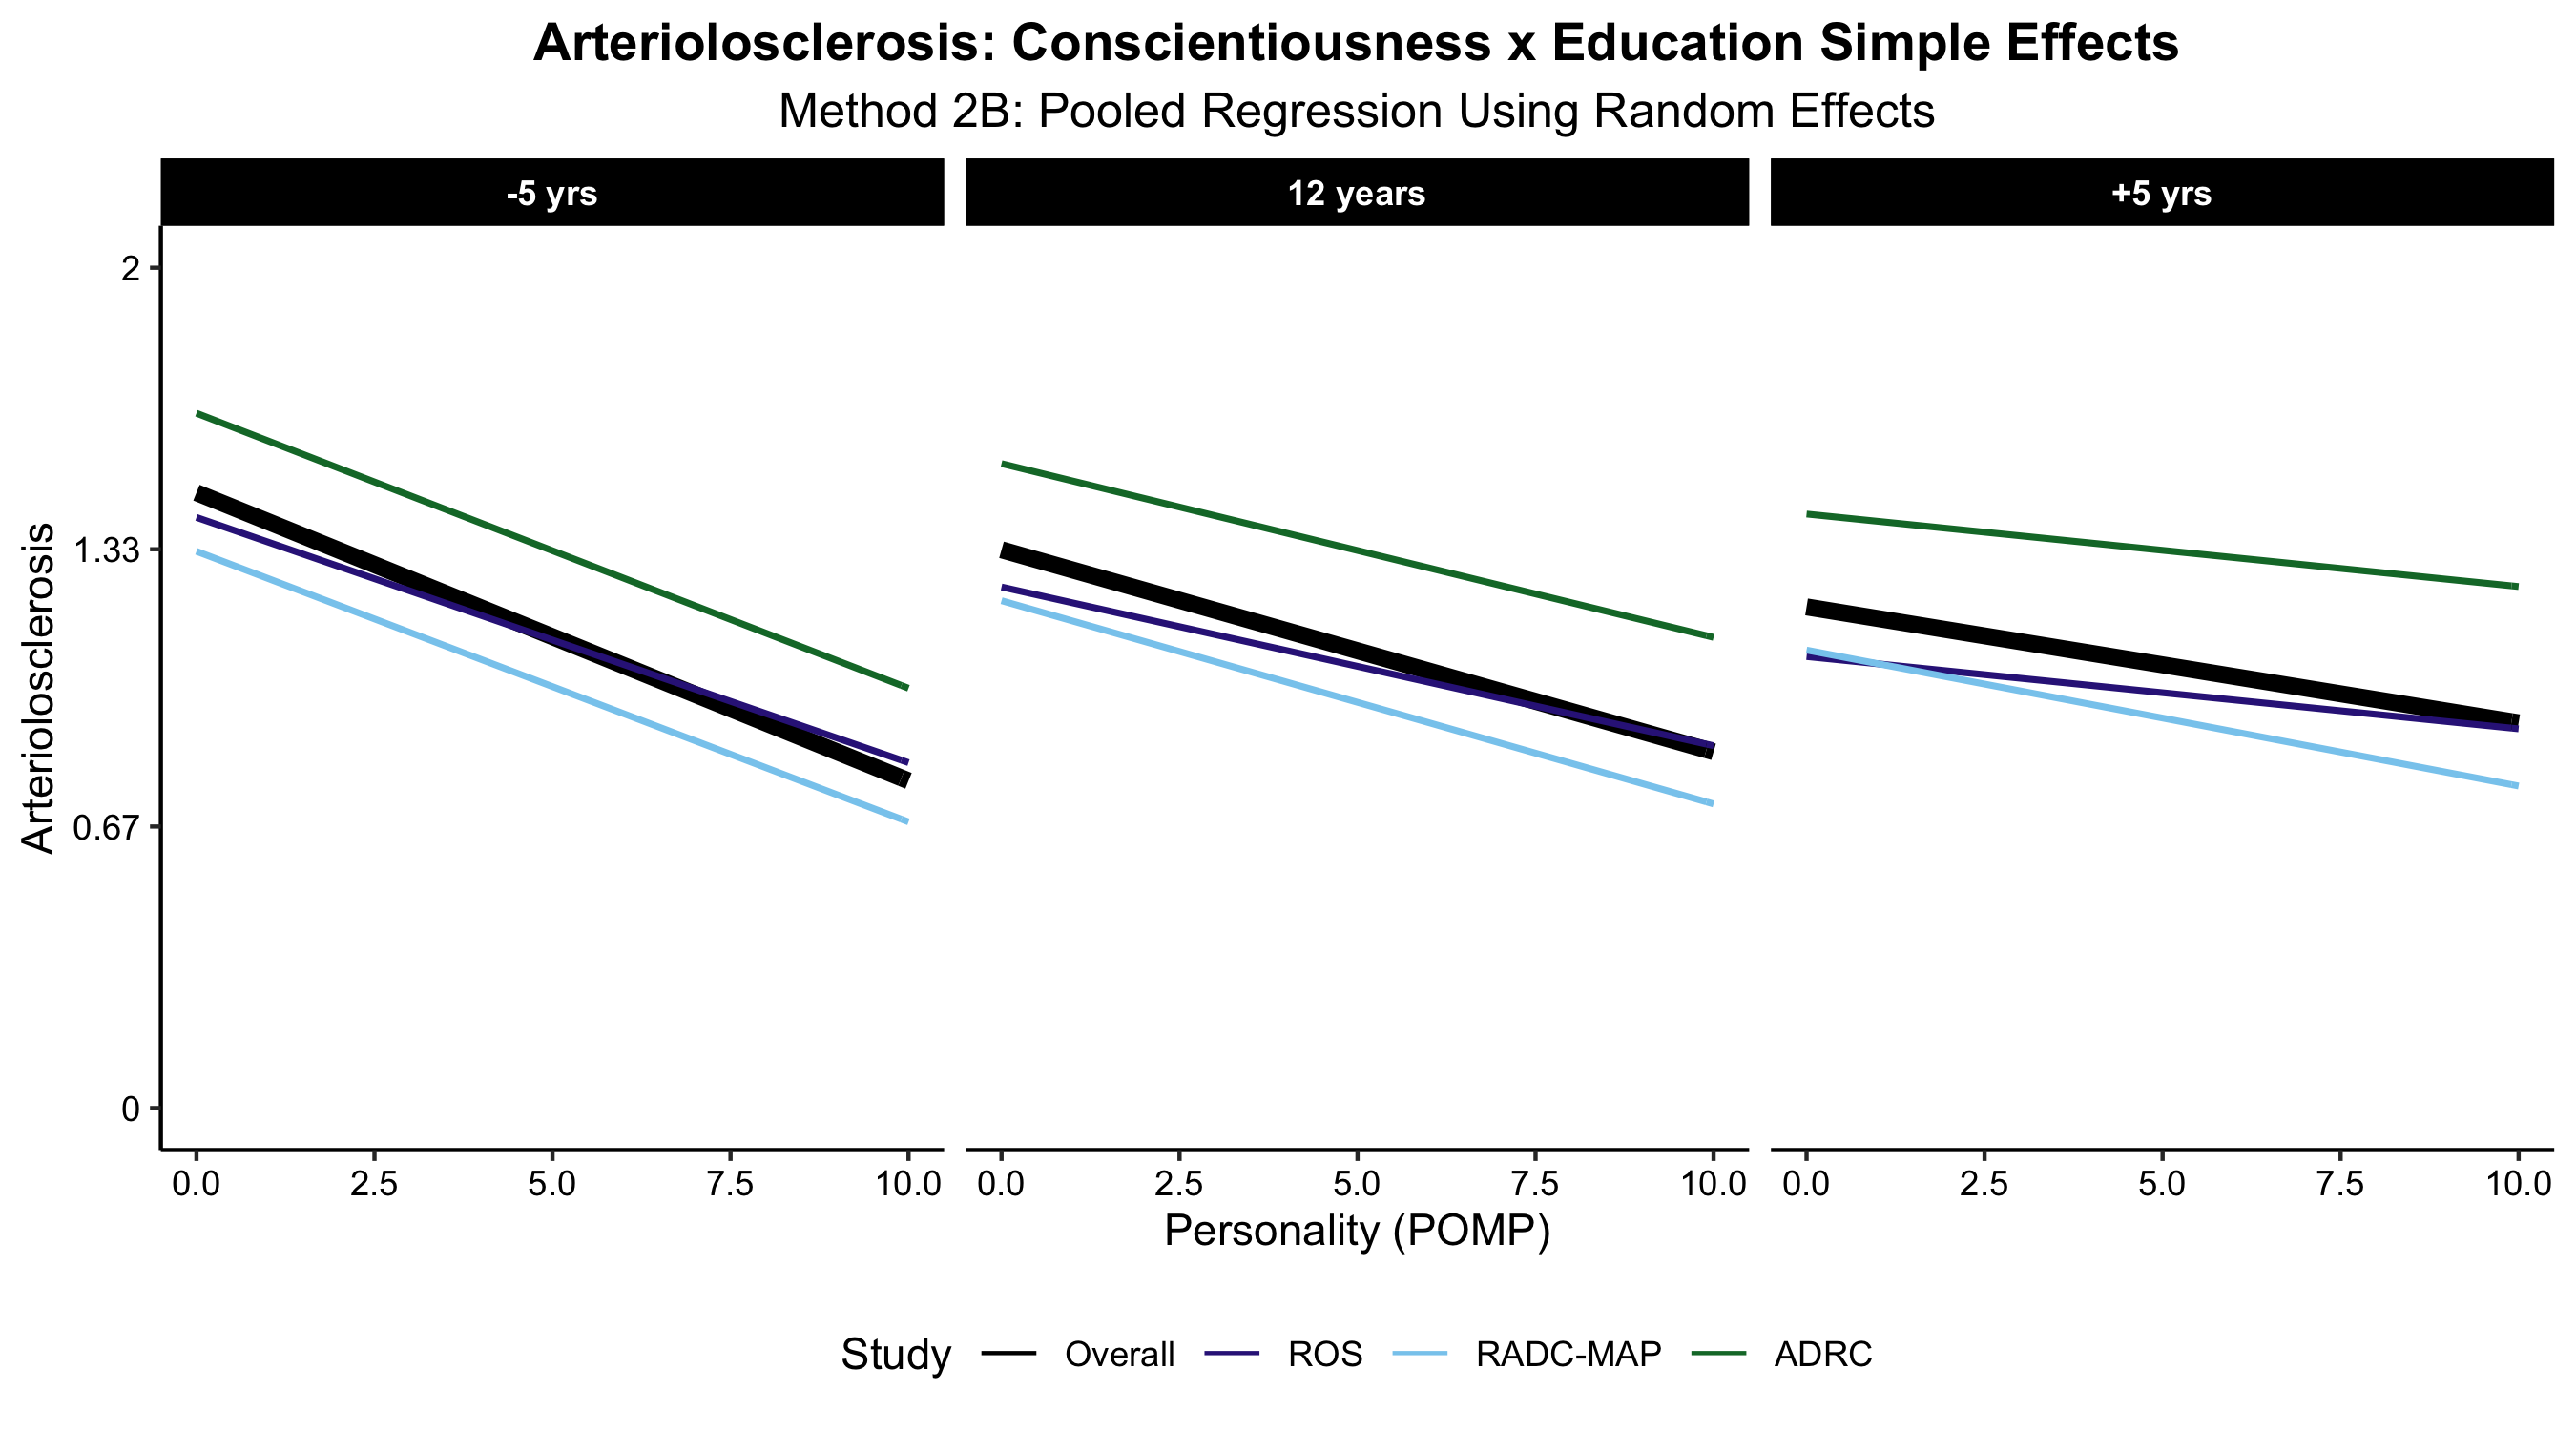 Arteriolosclerosis: Conscientiousness x Education Simple Effects
Method 2B: Pooled Regression Using Random Effects
-5 yrs
12 years
+5 yrs
Arteriolosclerosis
2
1.33
0.67
0
0.0 2.5 5.0 7.5 10.0
0.0 2.5 5.0 7.5 10.0
0.0 2.5 5.0 7.5 10.0
Personality (POMP)
Study Overall ROS RADC-MAP ADRC